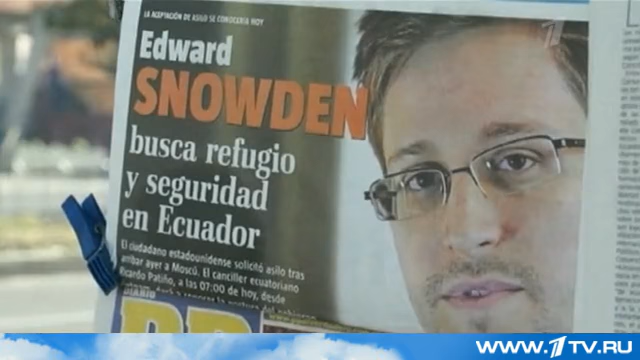 LA ACEPTACIÓN DE ASILO SE CONOCERÍA HOY
Edward
SNOWDEN
busca refugio
y seguridad
en Ecuador
El ciudadano estadounidense solicitó asilo tras
arribar ayer a Moscú. El canciller ecuatoriano
Ricardo Patiño, a las 07:00 de hoy, desde
DIARIO
WWW.1TV.RU